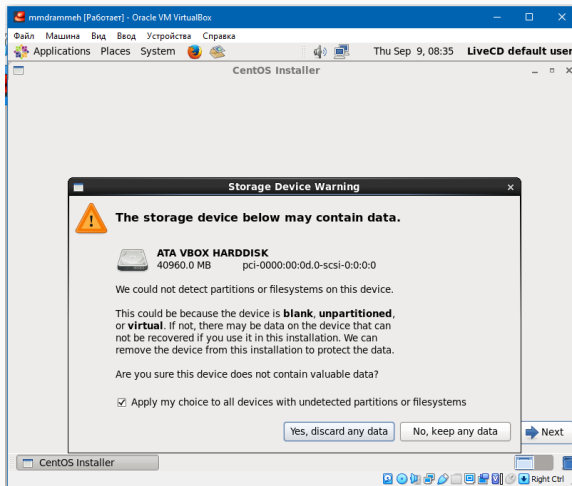 mmdrammeh [Работает] - Oracle VM VirtualBox
Файл Машина Вид Ввод Устройства Справка
Applications Places System Thu Sep 9, 08:35 LiveCD default user
CentOS Installer
Storage Device Warning
The storage device below may contain data.
ATA VBOX HARDDISK
40960.0 MB pci-0000:00:0d.0-scsi-0:0:0:0
We could not detect partitions or filesystems on this device.
This could be because the device is blank, unpartitioned,
or virtual. If not, there may be data on the device that can
not be recovered if you use it in this installation. We can
remove the device from this installation to protect the data.
Are you sure this device does not contain valuable data?
Apply my choice to all devices with undetected partitions or filesystems
Yes, discard any data No, keep any data
Next
CentOS Installer
Right Ctrl